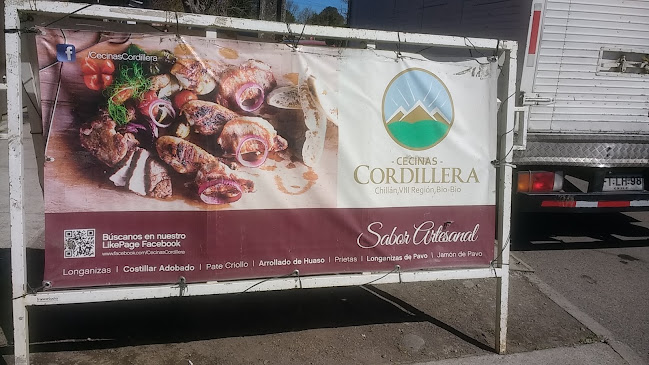 /CecinasCordillera
- CECINAS -
CORDILLERA
Chillán, VIII Región, Bío-Bío
Búscanos en nuestro
LikePage Facebook
www.facebook.com/CecinasCordillera
Sabor Artesanal
Longanizas | Costillar Adobado | Pate Criollo | Arrollado de Huaso | Prietas | Longanizas de Pavo | Jamon de Pavo